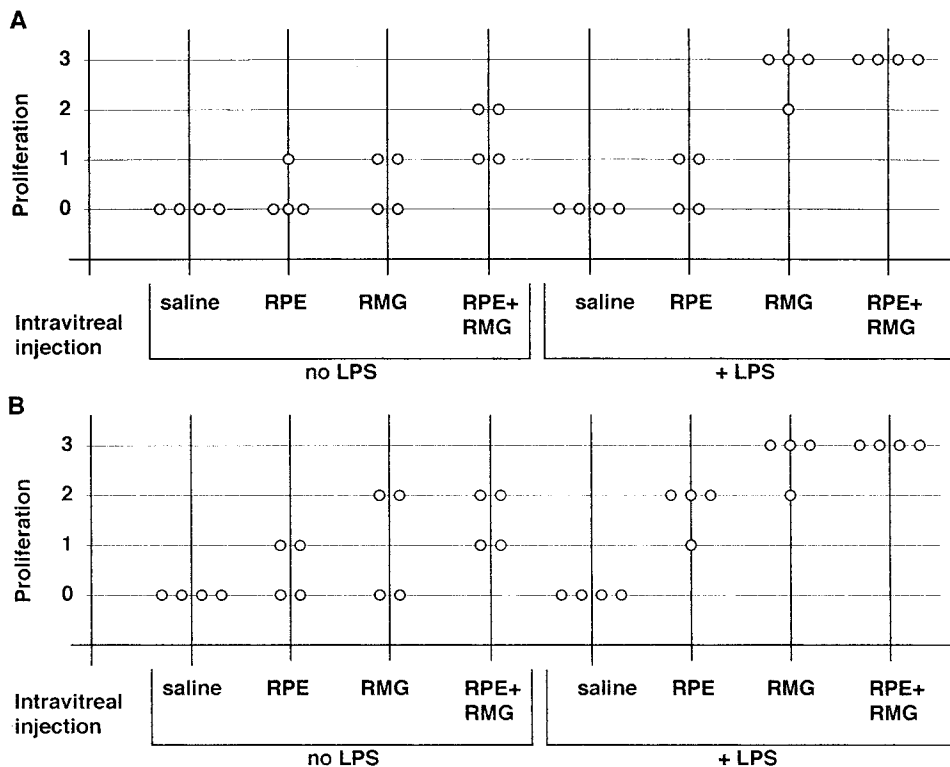 A
Proliferation
3
2
1
0
Intravitreal
injection
saline RPE RMG RPE+
RMG
saline RPE RMG RPE+
RMG
no LPS
+ LPS
B
Proliferation
3
2
1
0
Intravitreal
injection
saline RPE RMG RPE+
RMG
saline RPE RMG RPE+
RMG
no LPS
+ LPS